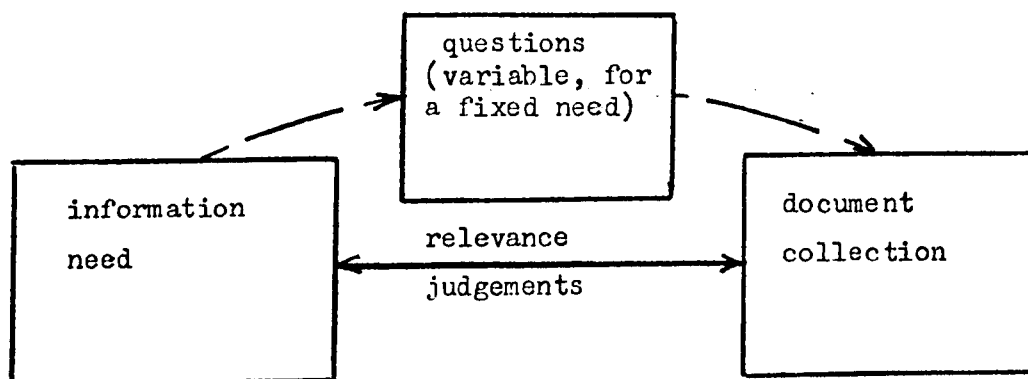 questions
(variable, for
a fixed need)
information
need
relevance
judgements
document
collection